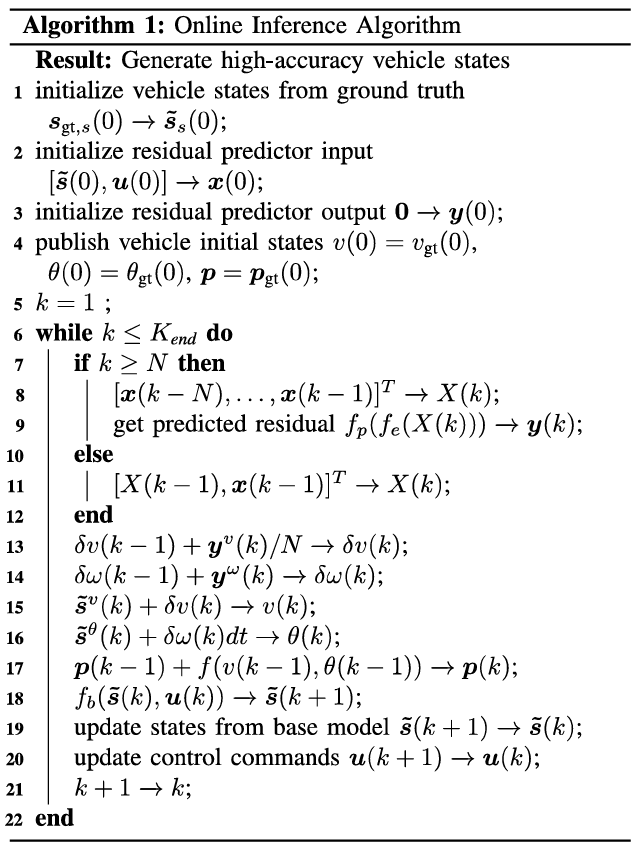 Algorithm 1: Online Inference Algorithm
Result: Generate high-accuracy vehicle states
1 initialize vehicle states from ground truth
$\boldsymbol{s}_{\text{gt},s}(0) \rightarrow \tilde{\boldsymbol{s}}_s(0)$;
2 initialize residual predictor input
$[\tilde{\boldsymbol{s}}(0), \boldsymbol{u}(0)] \rightarrow \boldsymbol{x}(0)$;
3 initialize residual predictor output $\mathbf{0} \rightarrow \boldsymbol{y}(0)$;
4 publish vehicle initial states $v(0) = v_{\text{gt}}(0)$,
$\theta(0) = \theta_{\text{gt}}(0)$, $\boldsymbol{p} = \boldsymbol{p}_{\text{gt}}(0)$;
5 $k = 1$ ;
6 while $k \leq K_{end}$ do
7 if $k \geq N$ then
8 $[\boldsymbol{x}(k-N), \ldots, \boldsymbol{x}(k-1)]^T \rightarrow X(k)$;
9 get predicted residual $f_p(f_e(X(k))) \rightarrow \boldsymbol{y}(k)$;
10 else
11 $[X(k-1), \boldsymbol{x}(k-1)]^T \rightarrow X(k)$;
12 end
13 $\delta v(k-1) + \boldsymbol{y}^v(k)/N \rightarrow \delta v(k)$;
14 $\delta\omega(k-1) + \boldsymbol{y}^\omega(k) \rightarrow \delta\omega(k)$;
15 $\tilde{\boldsymbol{s}}^v(k) + \delta v(k) \rightarrow v(k)$;
16 $\tilde{\boldsymbol{s}}^\theta(k) + \delta\omega(k)dt \rightarrow \theta(k)$;
17 $\boldsymbol{p}(k-1) + f(v(k-1), \theta(k-1)) \rightarrow \boldsymbol{p}(k)$;
18 $f_b(\tilde{\boldsymbol{s}}(k), \boldsymbol{u}(k)) \rightarrow \tilde{\boldsymbol{s}}(k+1)$;
19 update states from base model $\tilde{\boldsymbol{s}}(k+1) \rightarrow \tilde{\boldsymbol{s}}(k)$;
20 update control commands $\boldsymbol{u}(k+1) \rightarrow \boldsymbol{u}(k)$;
21 $k+1 \rightarrow k$;
22 end